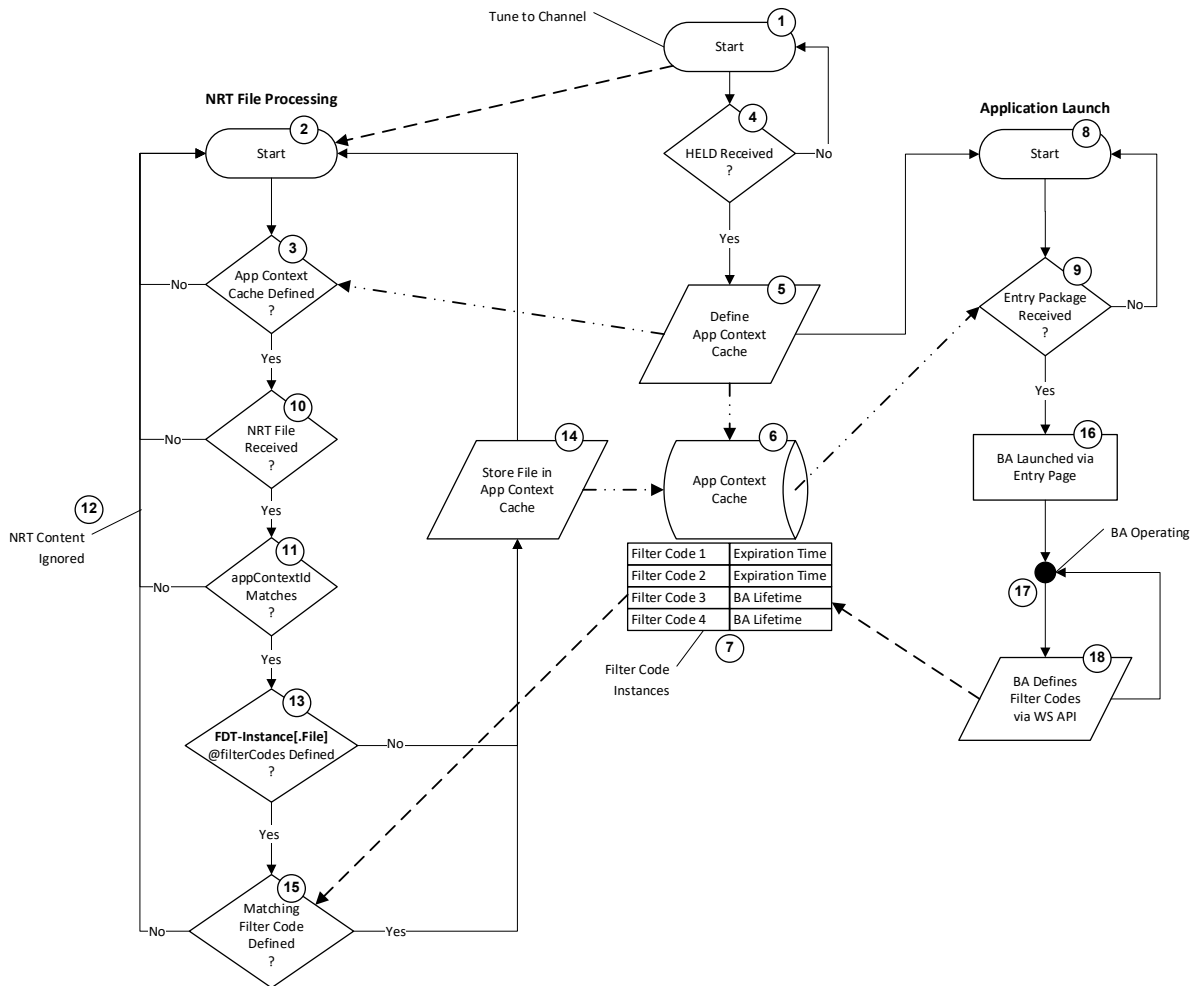 Tune to Channel
1
Start
NRT File Processing
4
HELD Received
?
No
Application Launch
2
Start
8
Start
Yes
3
App Context
Cache Defined
?
No
5
Define
App Context
Cache
9
Entry Package
Received
?
No
Yes
Yes
10
NRT File
Received
?
No
14
Store File in
App Context
Cache
6
App Context
Cache
16
BA Launched via
Entry Page
12
NRT Content
Ignored
Yes
11
appContextId
Matches
?
No
Filter Code 1 Expiration Time
Filter Code 2 Expiration Time
Filter Code 3 BA Lifetime
Filter Code 4 BA Lifetime
7
Filter Code
Instances
BA Operating
17
Yes
18
BA Defines
Filter Codes
via WS API
13
FDT-Instance[.File]
@filterCodes Defined
?
No
Yes
15
Matching
Filter Code
Defined
?
No
Yes